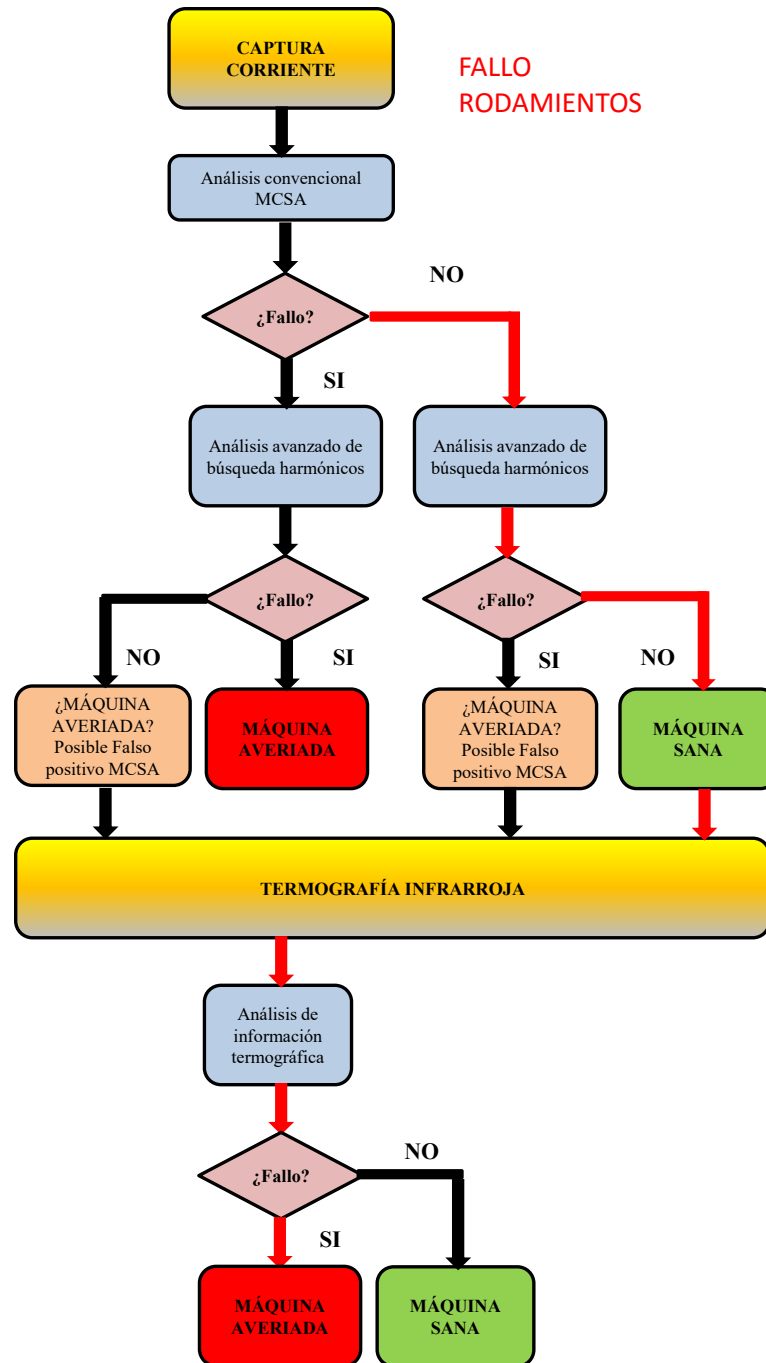 CAPTURA
CORRIENTE
FALLO
RODAMIENTOS
Análisis convencional
MCSA
NO
¿Fallo?
SI
Análisis avanzado de
búsqueda harmónicos
Análisis avanzado de
búsqueda harmónicos
¿Fallo?
¿Fallo?
NO
SI
SI
NO
¿MÁQUINA
AVERIADA?
Posible Falso
positivo MCSA
MÁQUINA
AVERIADA
¿MÁQUINA
AVERIADA?
Posible Falso
positivo MCSA
MÁQUINA
SANA
TERMOGRAFÍA INFRARROJA
Análisis de
información
termográfica
NO
¿Fallo?
SI
MÁQUINA
AVERIADA
MÁQUINA
SANA